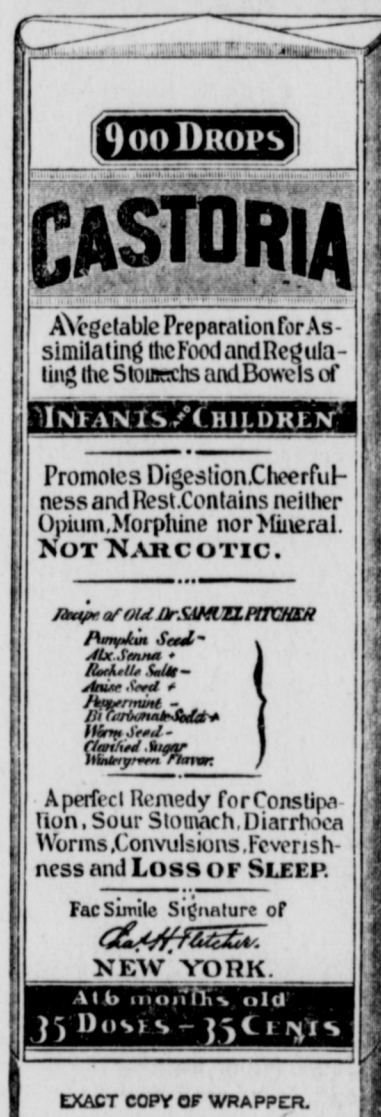 900 DROPS
CASTORIA
A Vegetable Preparation for As-
similating the Food and Regula-
ting the Stomachs and Bowels of
INFANTS AND CHILDREN
Promotes Digestion, Cheerful-
ness and Rest. Contains neither
Opium, Morphine nor Mineral.
NOT NARCOTIC.
Recipe of Old Dr. SAMUEL PITCHER
Pumpkin Seed -
Alx. Senna +
Rochelle Salts -
Anise Seed +
Peppermint -
Bi Carbonate Soda +
Worm Seed -
Clarified Sugar
Wintergreen Flavor.
A perfect Remedy for Constipa-
tion, Sour Stomach, Diarrhoea
Worms, Convulsions, Feverish-
ness and LOSS OF SLEEP.
Fac Simile Signature of
Chas. H. Fletcher.
NEW YORK.
At 6 months old
35 DOSES - 35 CENTS
EXACT COPY OF WRAPPER.